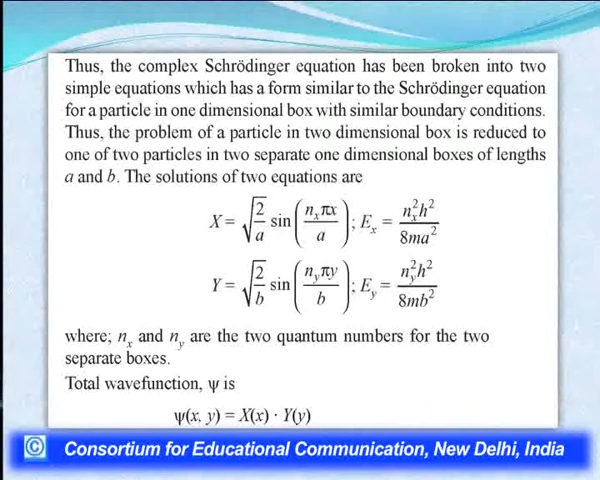 Thus, the complex Schrödinger equation has been broken into two
simple equations which has a form similar to the Schrödinger equation
for a particle in one dimensional box with similar boundary conditions.
Thus, the problem of a particle in two dimensional box is reduced to
one of two particles in two separate one dimensional boxes of lengths
a and b. The solutions of two equations are
X = √(2/a) sin(nₓπx/a); Eₓ = nₓ²h²/8ma²
Y = √(2/b) sin(n_yπy/b); E_y = n_y²h²/8mb²
where; nₓ and n_y are the two quantum numbers for the two
separate boxes.
Total wavefunction, ψ is
ψ(x, y) = X(x) · Y(y)
© Consortium for Educational Communication, New Delhi, India